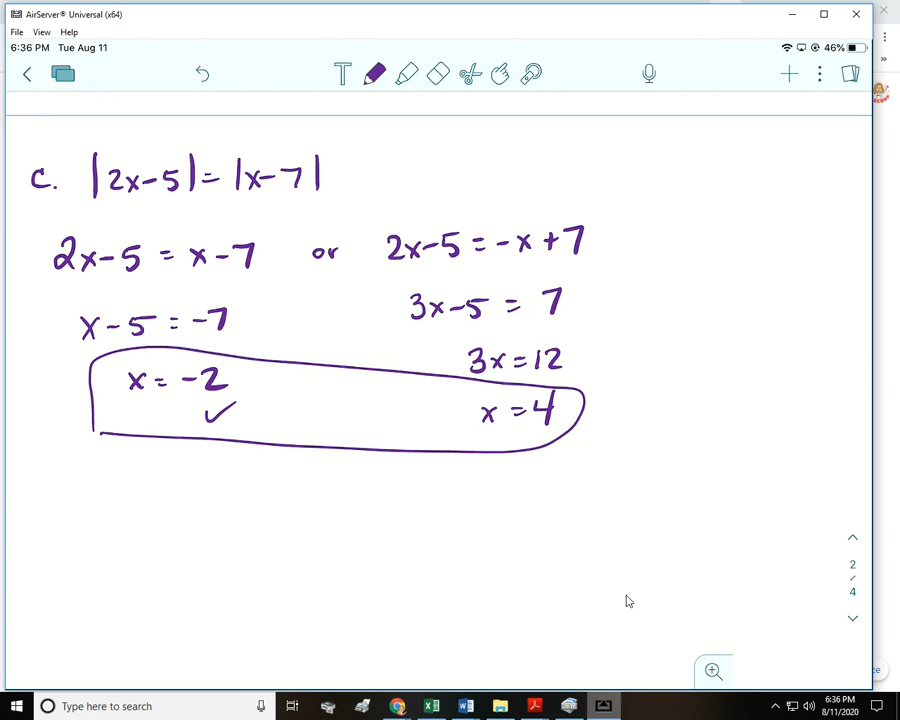 AirServer® Universal (x64)
File View Help
6:36 PM Tue Aug 11 46%
T
c. |2x-5| = |x-7|
2x-5 = x-7 or 2x-5 = -x+7
x-5 = -7 3x-5 = 7
3x = 12
x = -2
✓ x = 4
2
/
4
Type here to search
6:36 PM
8/11/2020